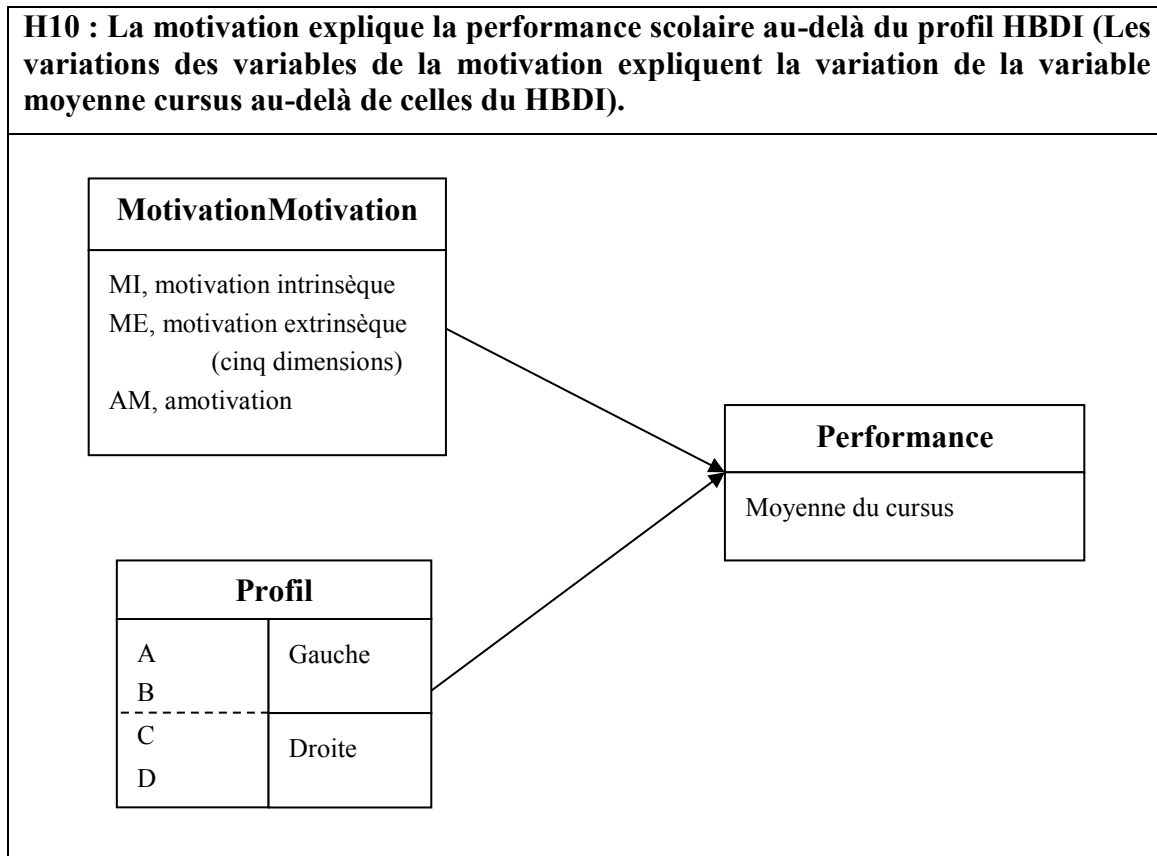 H10 : La motivation explique la performance scolaire au-delà du profil HBDI (Les
variations des variables de la motivation expliquent la variation de la variable
moyenne cursus au-delà de celles du HBDI).
MotivationMotivation
MI, motivation intrinsèque
ME, motivation extrinsèque
(cinq dimensions)
AM, amotivation
Performance
Moyenne du cursus
Profil
A
B
Gauche
C
D
Droite